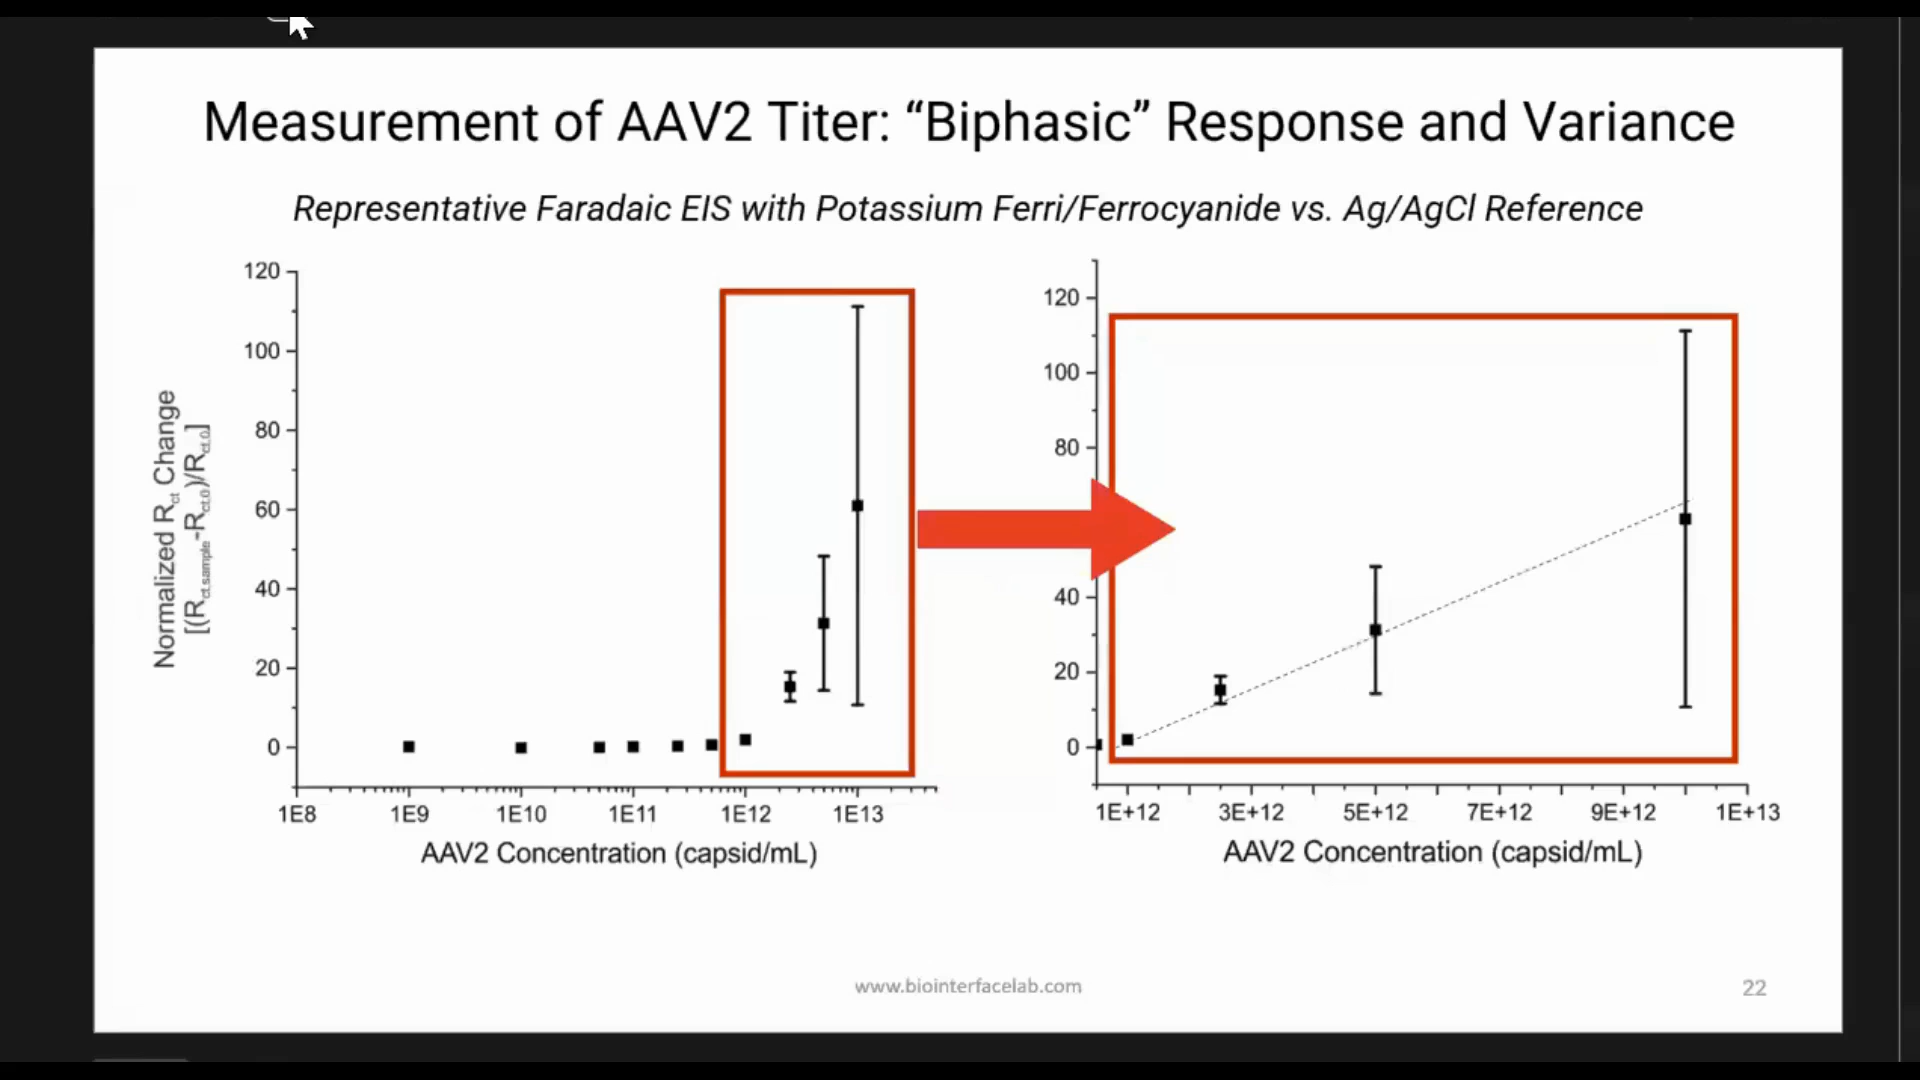 Measurement of AAV2 Titer: “Biphasic” Response and Variance
Representative Faradaic EIS with Potassium Ferri/Ferrocyanide vs. Ag/AgCl Reference
Normalized Rct Change
[(Rct,sample-Rct,0)/Rct,0]
120
100
80
60
40
20
0
1E8 1E9 1E10 1E11 1E12 1E13
AAV2 Concentration (capsid/mL)
120
100
80
40
20
0
1E+12 3E+12 5E+12 7E+12 9E+12 1E+13
AAV2 Concentration (capsid/mL)
www.biointerfacelab.com
22